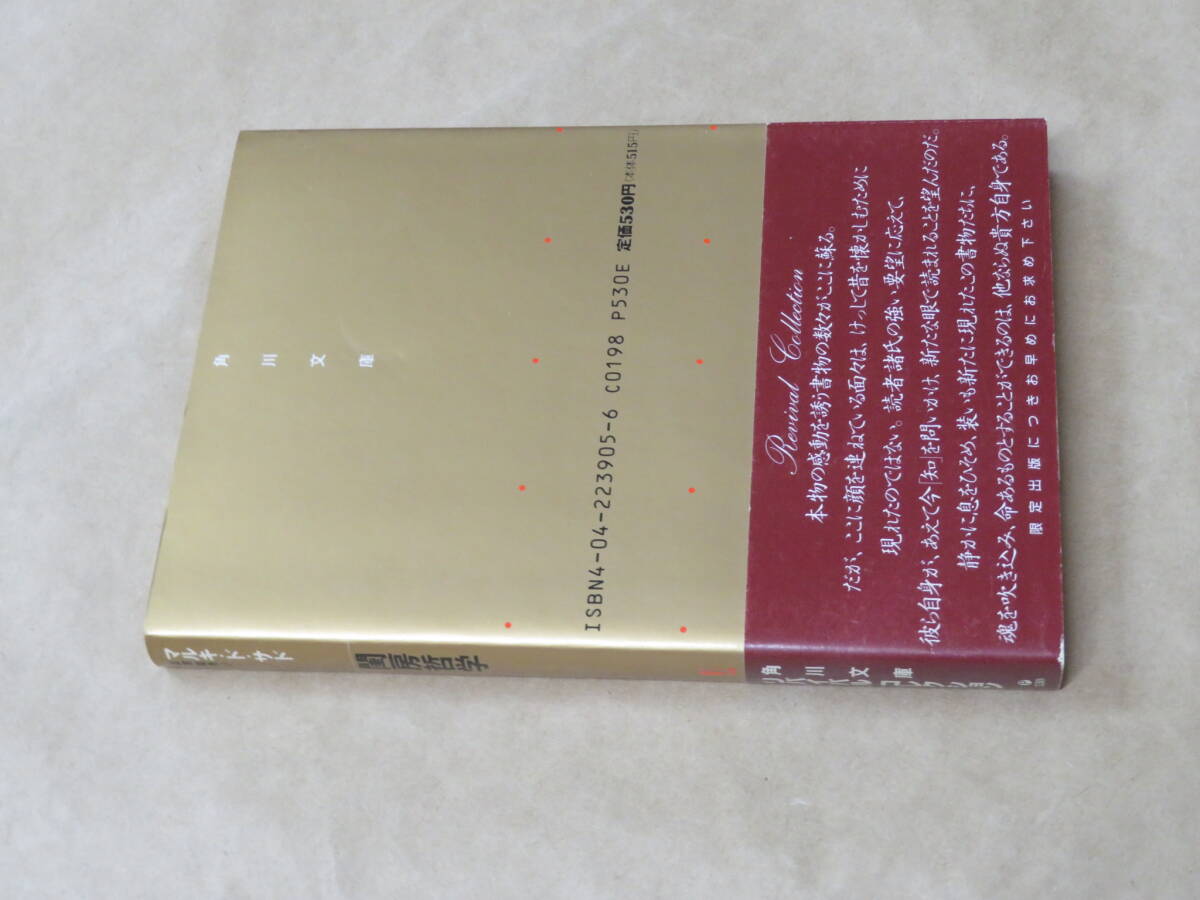 角川文庫
ISBN4-04-223905-6 C0198 P530E 定価530円(本体515円)
Revival Collection
本物の感動を誘う書物の数々がここに蘇る。
だが、ここに顔を連ねている面々は、けっして昔を懐かしむために
現れたのではない。読者諸氏の強い要望に応えて、
彼ら自身が、あえて今「知」を問いかけ、新たな眼で読まれることを望んだのだ。
静かに息をひそめ、装いも新たに現れたこの書物たちに、
魂を吹き込み、命あるものとすることができるのは、他ならぬ貴方自身である。
限定出版につきお早めにお求め下さい
マルキ・ド・サド
閨房哲学
角川文庫